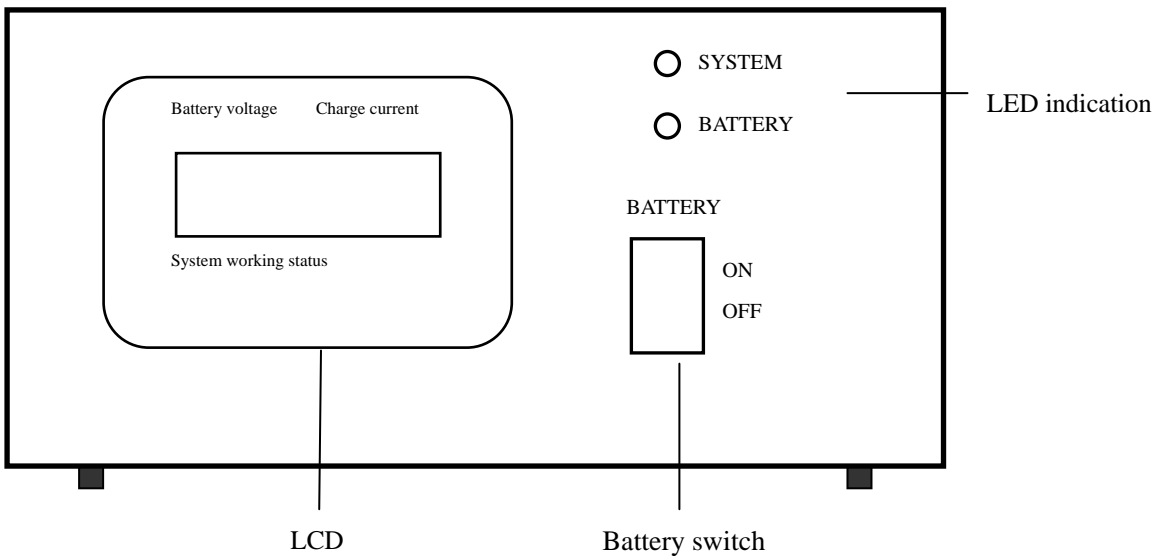 SYSTEM
LED indication
Battery voltage Charge current
BATTERY
BATTERY
System working status
ON
OFF
LCD
Battery switch